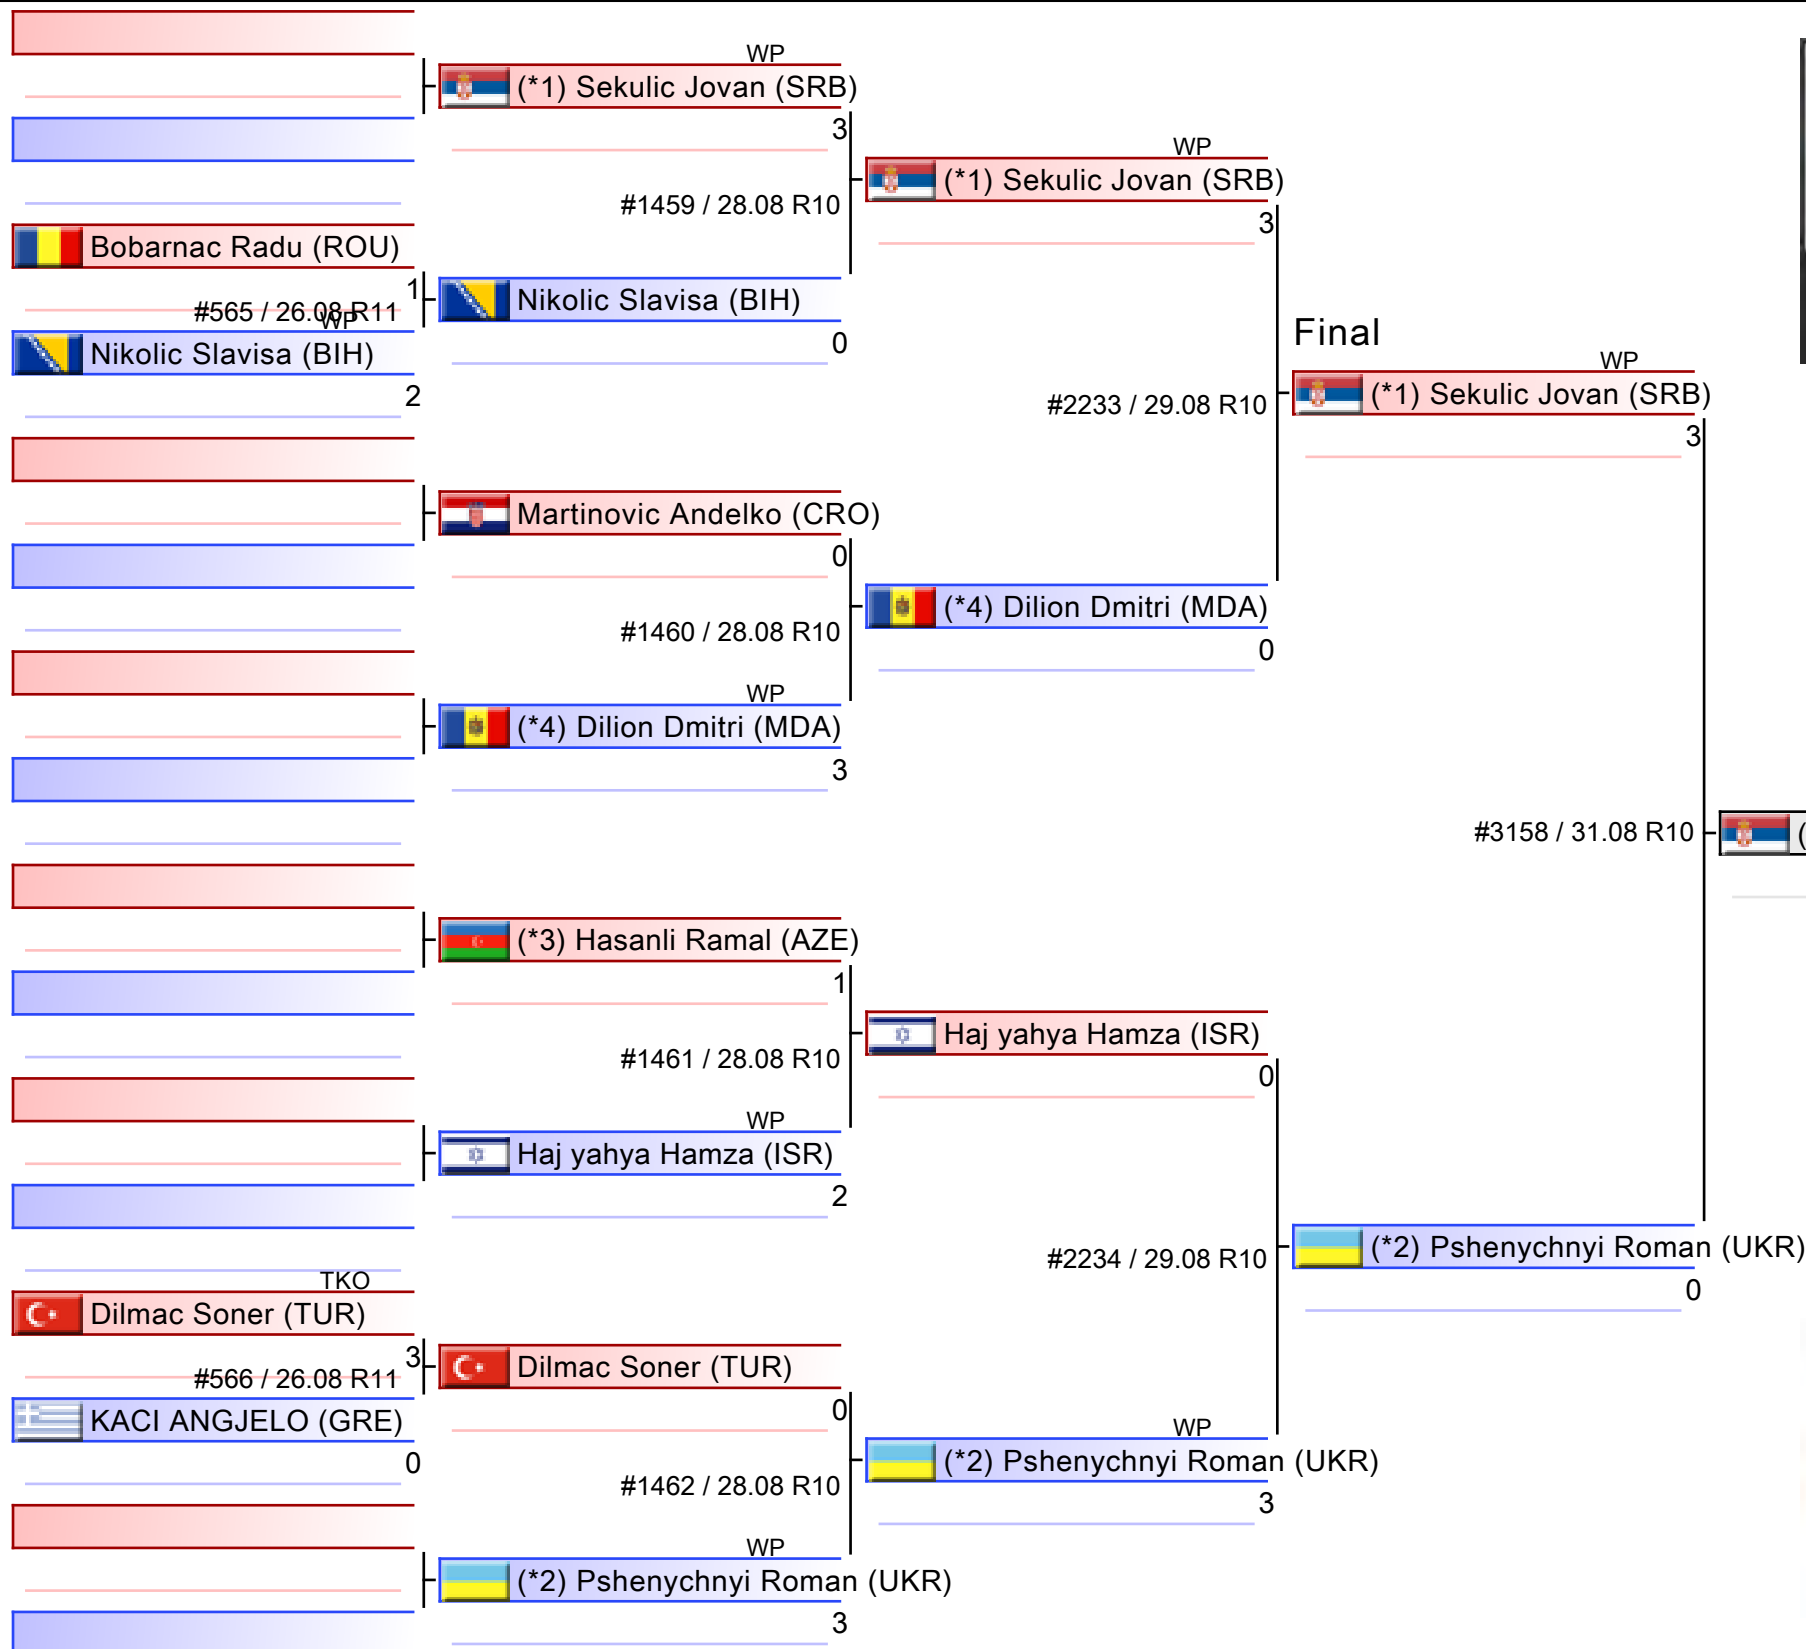 WP
(*1) Sekulic Jovan (SRB)
3
WP
(*1) Sekulic Jovan (SRB)
#1459 / 28.08 R10
3
Bobarnac Radu (ROU)
1
#565 / 26.08 R11
Nikolic Slavisa (BIH)
WP
Nikolic Slavisa (BIH)
0
2
Final
WP
(*1) Sekulic Jovan (SRB)
#2233 / 29.08 R10
3
Martinovic Andelko (CRO)
0
#1460 / 28.08 R10
(*4) Dilion Dmitri (MDA)
0
WP
(*4) Dilion Dmitri (MDA)
3
#3158 / 31.08 R10
(
(*3) Hasanli Ramal (AZE)
1
#1461 / 28.08 R10
Haj yahya Hamza (ISR)
0
WP
Haj yahya Hamza (ISR)
2
#2234 / 29.08 R10
(*2) Pshenychnyi Roman (UKR)
0
TKO
Dilmac Soner (TUR)
3
#566 / 26.08 R11
Dilmac Soner (TUR)
0
KACI ANGJELO (GRE)
0
WP
(*2) Pshenychnyi Roman (UKR)
3
#1462 / 28.08 R10
WP
(*2) Pshenychnyi Roman (UKR)
3